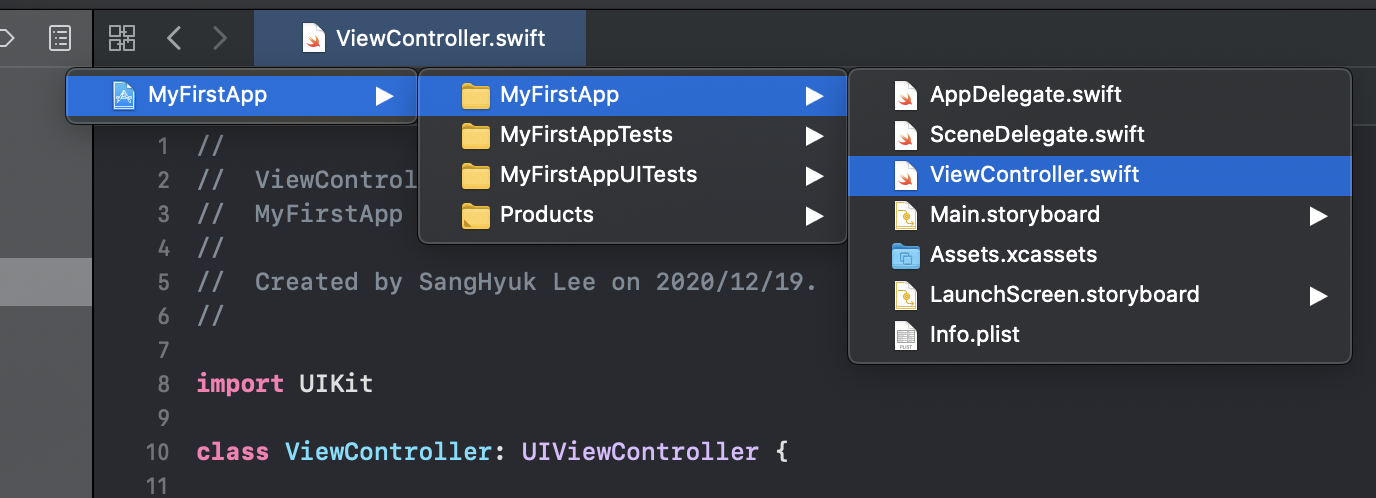 ViewController.swift
MyFirstApp
MyFirstApp
MyFirstAppTests
MyFirstAppUITests
Products
AppDelegate.swift
SceneDelegate.swift
ViewController.swift
Main.storyboard
Assets.xcassets
LaunchScreen.storyboard
Info.plist
1 //
2 // ViewControl
3 // MyFirstApp
4 //
5 // Created by SangHyuk Lee on 2020/12/19.
6 //
7
8 import UIKit
9
10 class ViewController: UIViewController {
11